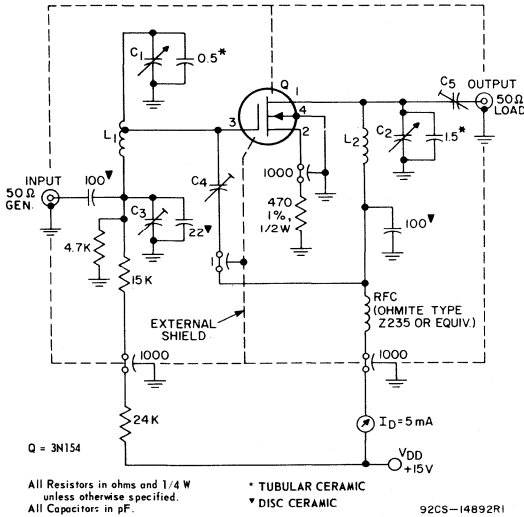 C1
0.5*
Q
1
4
3
2
C5
OUTPUT
50Ω
LOAD
L1
C4
L2
C2
1.5*
INPUT
50Ω
GEN.
100▼
1000
C3
22▼
470
1%,
1/2W
100▼
4.7K
15K
1
EXTERNAL
SHIELD
RFC
(OHMITE TYPE
Z235 OR EQUIV.)
1000
1000
24K
ID=5mA
VDD
+15V
Q = 3N154
All Resistors in ohms and 1/4 W
unless otherwise specified.
All Capacitors in pF.
* TUBULAR CERAMIC
▼ DISC CERAMIC
92CS-14892R1